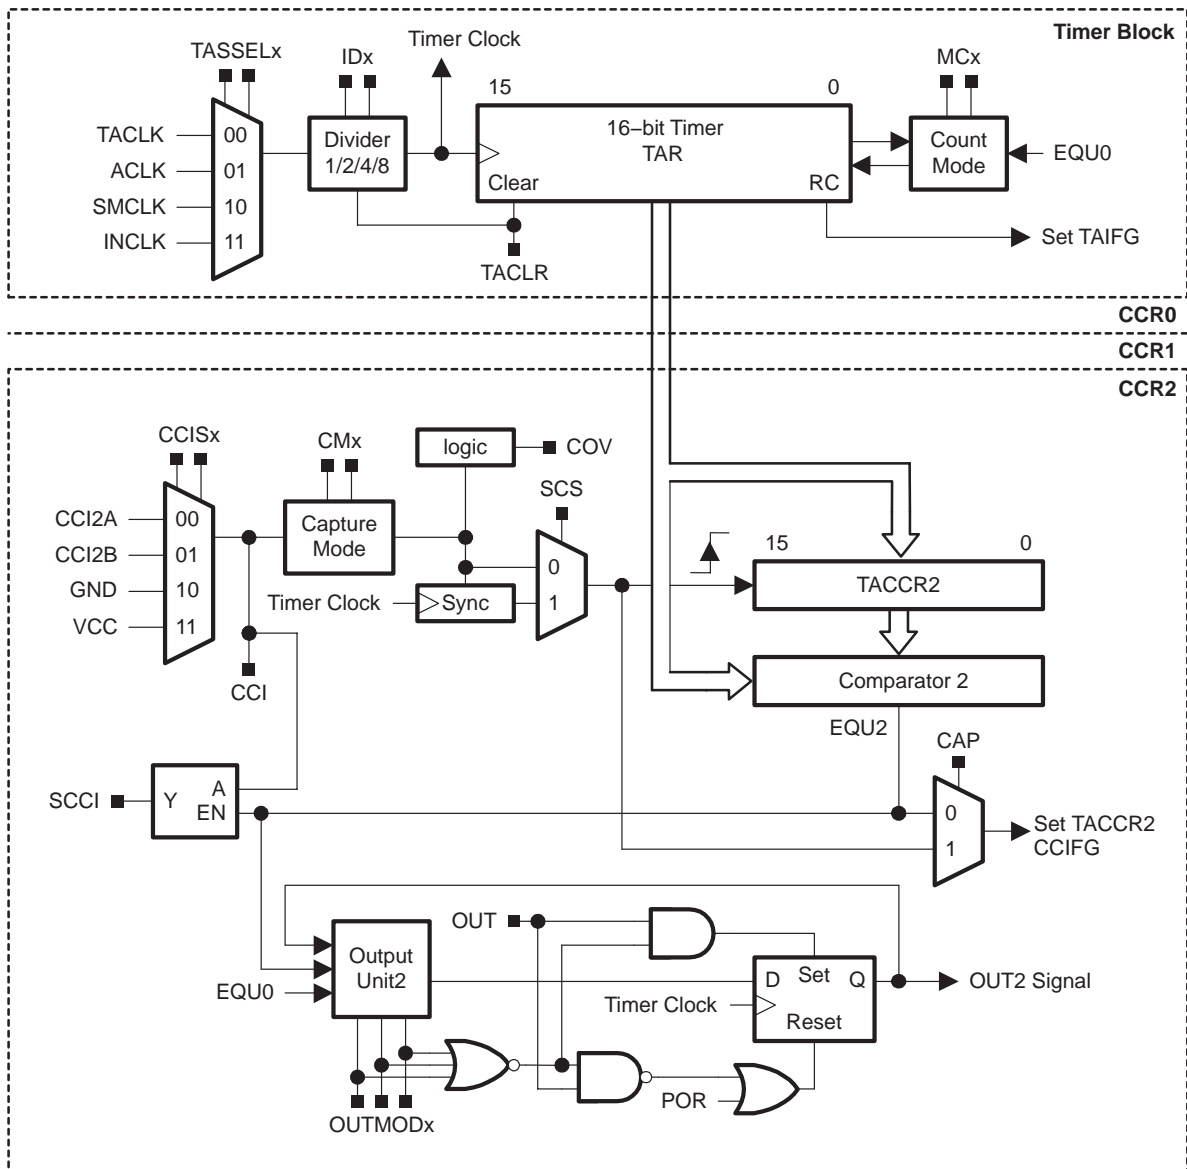 Timer Block
TASSELx
IDx
Timer Clock
MCx
15
0
TACLK
00
Divider
1/2/4/8
16−bit Timer
TAR
Count
Mode
EQU0
ACLK
01
SMCLK
10
Clear
RC
INCLK
11
TACLR
Set TAIFG
CCR0
CCR1
CCR2
CCISx
CMx
logic
COV
SCS
CCI2A
00
Capture
Mode
CCI2B
01
GND
10
VCC
11
0
1
15
0
TACCR2
Timer Clock
Sync
CCI
Comparator 2
EQU2
CAP
SCCI
Y
A
EN
0
1
Set TACCR2
CCIFG
OUT
Output
Unit2
EQU0
D
Set
Q
OUT2 Signal
Timer Clock
Reset
POR
OUTMODx